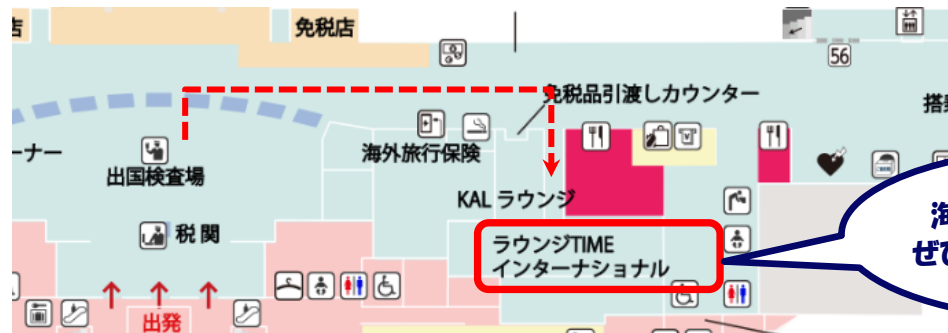 店
免税店
56
免税品引渡しカウンター
搭
ーナー
出国検査場
海外旅行保険
KAL ラウンジ
税関
ラウンジTIME
インターナショナル
海
ぜひ
出発